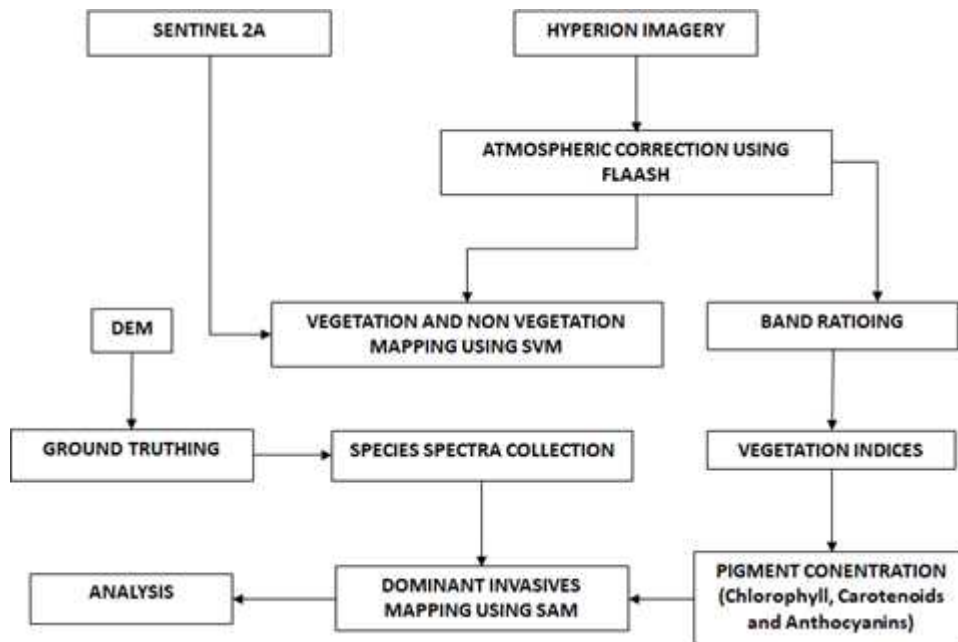 SENTINEL 2A
HYPERION IMAGERY
ATMOSPHERIC CORRECTION USING
FLAASH
DEM
VEGETATION AND NON VEGETATION
MAPPING USING SVM
BAND RATIOING
GROUND TRUTHING
SPECIES SPECTRA COLLECTION
VEGETATION INDICES
ANALYSIS
DOMINANT INVASIVES
MAPPING USING SAM
PIGMENT CONENTRATION
(Chlorophyll, Carotenoids
and Anthocyanins)